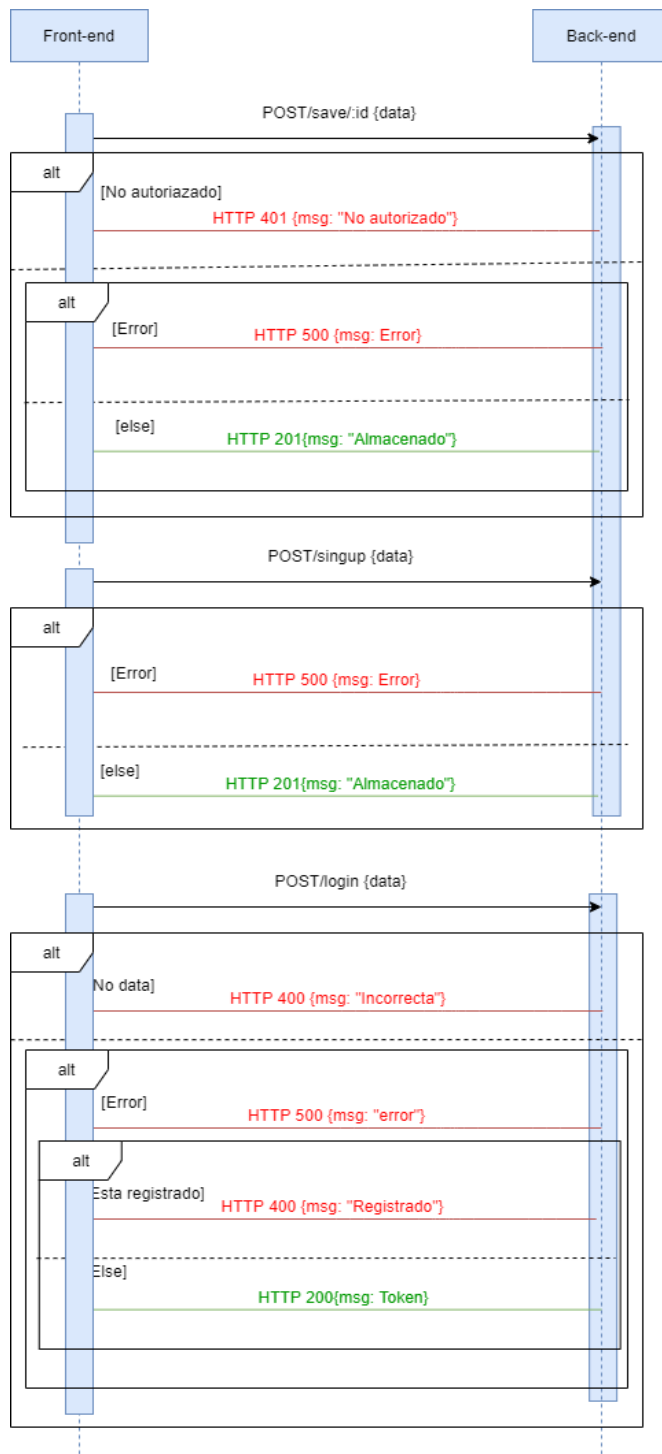 Front-end
Back-end
POST/save/:id {data}
alt
[No autoriazado]
HTTP 401 {msg: "No autorizado"}
alt
[Error]
HTTP 500 {msg: Error}
[else]
HTTP 201{msg: "Almacenado"}
POST/singup {data}
alt
[Error]
HTTP 500 {msg: Error}
[else]
HTTP 201{msg: "Almacenado"}
POST/login {data}
alt
No data]
HTTP 400 {msg: "Incorrecta"}
alt
[Error]
HTTP 500 {msg: "error"}
alt
Esta registrado]
HTTP 400 {msg: "Registrado"}
Else]
HTTP 200{msg: Token}